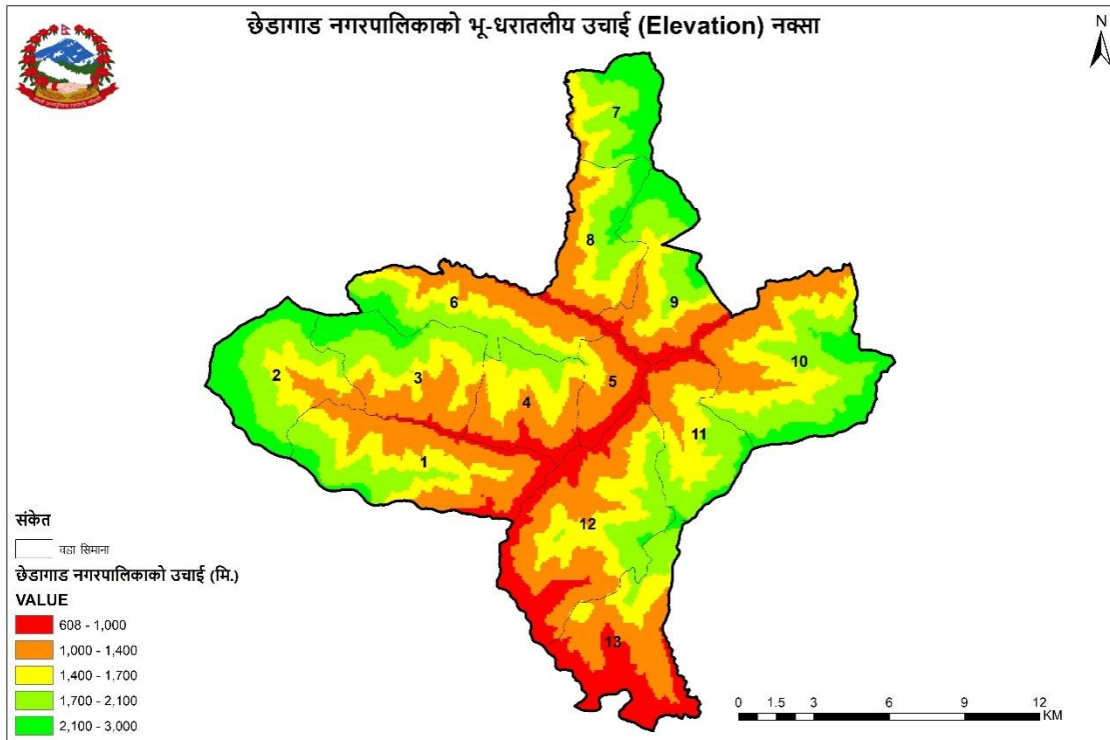 छेडागाड नगरपालिकाको भू-धरातलीय उचाई (Elevation) नक्सा
N
7
8
9
6
10
2
3
5
4
11
1
12
13
संकेत
वडा सिमाना
छेडागाड नगरपालिकाको उचाई (मि.)
VALUE
608 - 1,000
1,000 - 1,400
1,400 - 1,700
1,700 - 2,100
2,100 - 3,000
0 1.5 3 6 9 12
KM